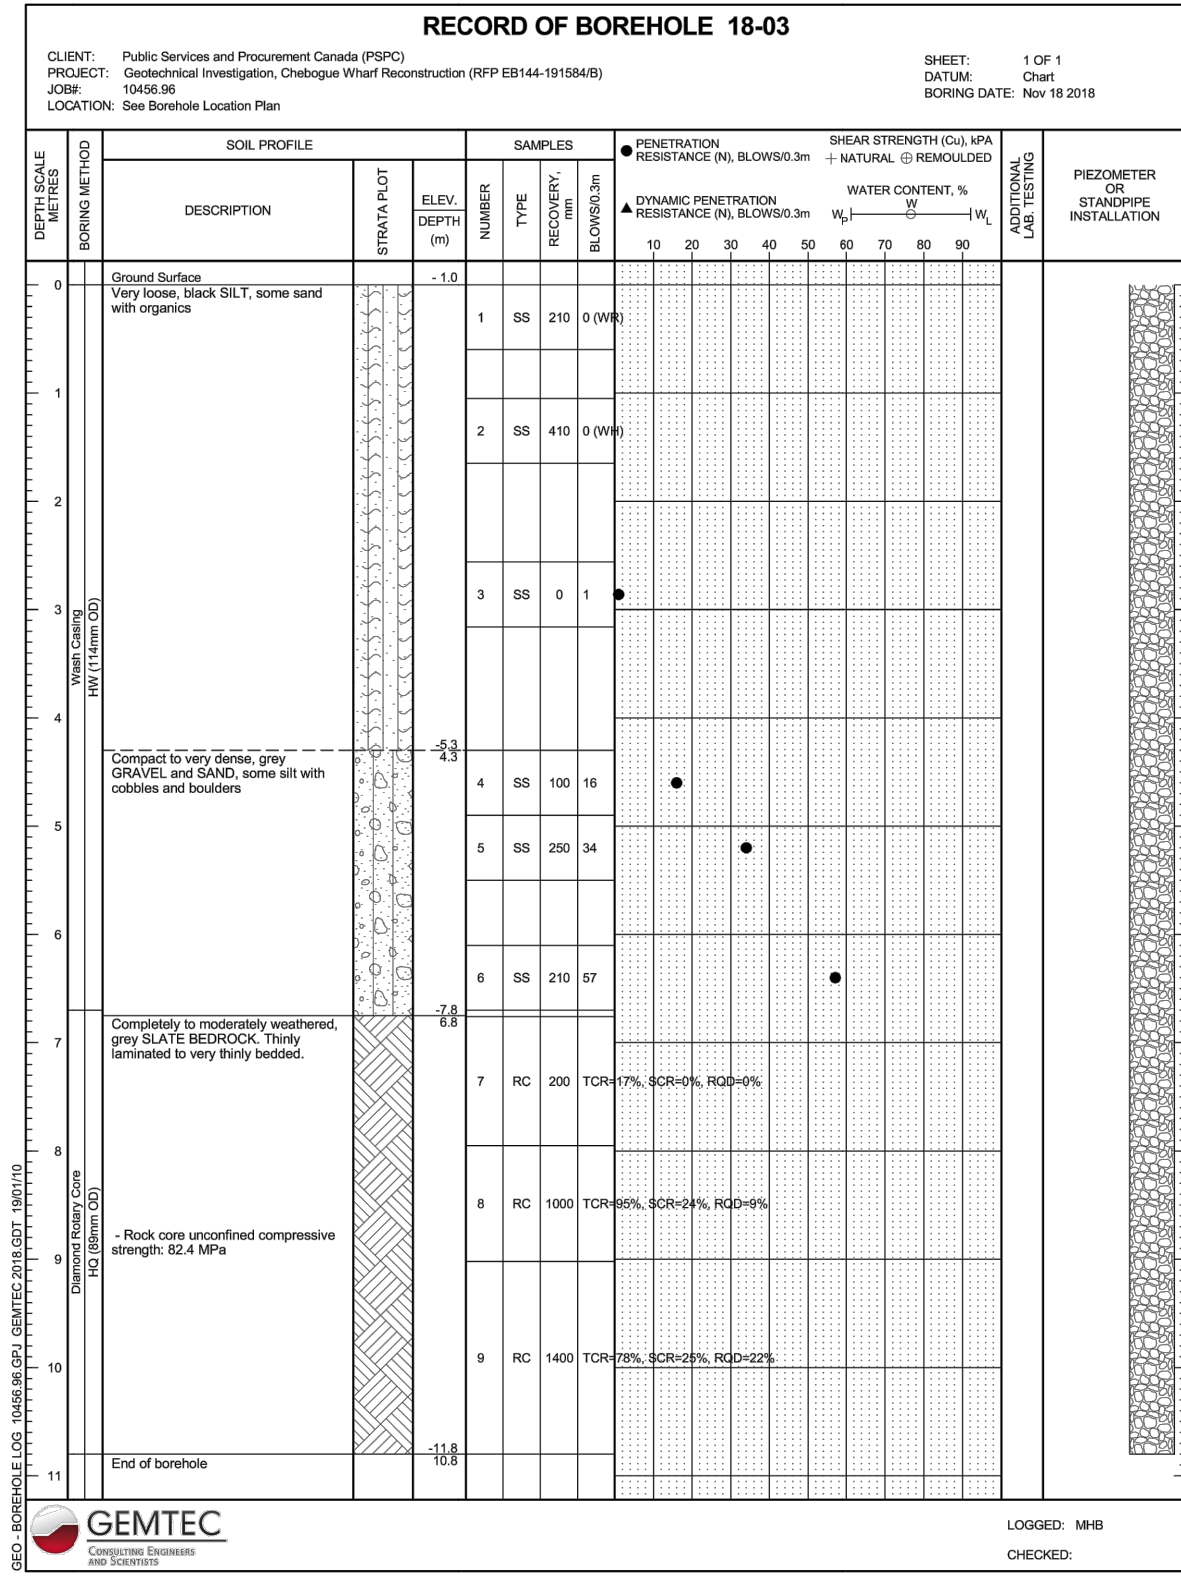 RECORD OF BOREHOLE 18-03
CLIENT: Public Services and Procurement Canada (PSPC)
PROJECT: Geotechnical Investigation, Chebogue Wharf Reconstruction (RFP EB144-191584/B)
JOB#: 10456.96
LOCATION: See Borehole Location Plan
SHEET: 1 OF 1
DATUM: Chart
BORING DATE: Nov 18 2018
DEPTH SCALE
METRES
BORING METHOD
SOIL PROFILE
DESCRIPTION
STRATA PLOT
ELEV.
DEPTH
(m)
SAMPLES
NUMBER
TYPE
RECOVERY,
mm
BLOWS/0.3m
PENETRATION
RESISTANCE (N), BLOWS/0.3m
DYNAMIC PENETRATION
RESISTANCE (N), BLOWS/0.3m
SHEAR STRENGTH (Cu), kPA
+ NATURAL ⊕ REMOULDED
WATER CONTENT, %
W
Wp WL
10 20 30 40 50 60 70 80 90
ADDITIONAL
LAB. TESTING
PIEZOMETER
OR
STANDPIPE
INSTALLATION
Ground Surface - 1.0
0
Very loose, black SILT, some sand
with organics
1 SS 210 0 (WR)
1
2 SS 410 0 (WH)
2
3 SS 0 1
3
Wash Casing
HW (114mm OD)
4
-5.3
4.3
Compact to very dense, grey
GRAVEL and SAND, some silt with
cobbles and boulders
4 SS 100 16
5
5 SS 250 34
6
6 SS 210 57
-7.8
6.8
Completely to moderately weathered,
grey SLATE BEDROCK. Thinly
laminated to very thinly bedded.
7
7 RC 200 TCR=17%, SCR=0%, RQD=0%
8
8 RC 1000 TCR=95%, SCR=24%, RQD=9%
Diamond Rotary Core
HQ (89mm OD)
- Rock core unconfined compressive
strength: 82.4 MPa
9
9 RC 1400 TCR=78%, SCR=25%, RQD=22%
10
-11.8
10.8
End of borehole
11
GEO - BOREHOLE LOG 10456.96.GPJ GEMTEC 2018.GDT 19/01/10
GEMTEC
CONSULTING ENGINEERS
AND SCIENTISTS
LOGGED: MHB
CHECKED: